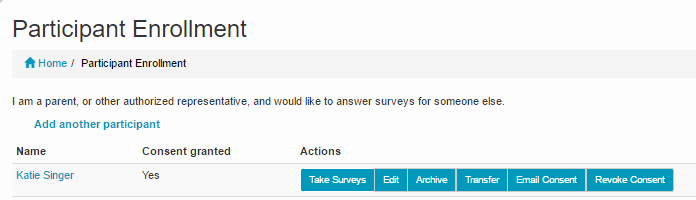 Participant Enrollment
Home / Participant Enrollment
I am a parent, or other authorized representative, and would like to answer surveys for someone else.
Add another participant
Name Consent granted Actions
Katie Singer Yes Take Surveys Edit Archive Transfer Email Consent Revoke Consent